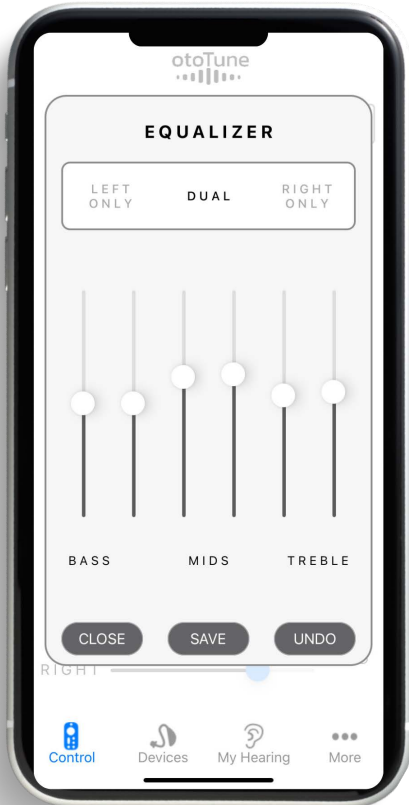 otoTune
EQUALIZER
LEFT
ONLY
DUAL
RIGHT
ONLY
BASS MIDS TREBLE
CLOSE SAVE UNDO
RIGHT
Control Devices My Hearing More